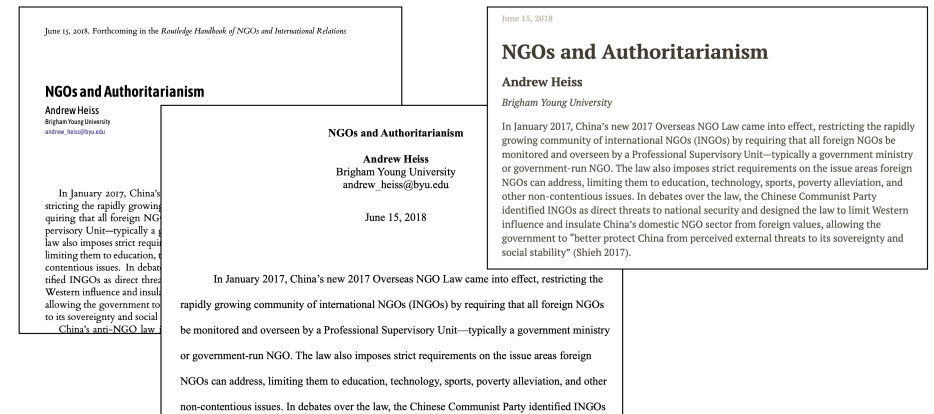 June 15, 2018. Forthcoming in the Routledge Handbook of NGOs and International Relations
NGOs and Authoritarianism
Andrew Heiss
Brigham Young University
andrew_heiss@byu.edu
In January 2017, China's
stricting the rapidly
quiring that all foreign NG
pervisory Unit—typically a g
law also imposes strict requi
limiting them to education, t
contentious issues. In debat
tified INGOs as direct threa
Western influence and insula
allowing the government to
to its sovereignty and social
China's anti-NGO law i
NGOs and Authoritarianism
Andrew Heiss
Brigham Young University
andrew_heiss@byu.edu
June 15, 2018
In January 2017, China's new 2017 Overseas NGO Law came into effect, restricting the
rapidly growing community of international NGOs (INGOs) by requiring that all foreign NGOs
be monitored and overseen by a Professional Supervisory Unit—typically a government ministry
or government-run NGO. The law also imposes strict requirements on the issue areas foreign
NGOs can address, limiting them to education, technology, sports, poverty alleviation, and other
non-contentious issues. In debates over the law, the Chinese Communist Party identified INGOs
June 15, 2018
NGOs and Authoritarianism
Andrew Heiss
Brigham Young University
In January 2017, China's new 2017 Overseas NGO Law came into effect, restricting the rapidly
growing community of international NGOs (INGOs) by requiring that all foreign NGOs be
monitored and overseen by a Professional Supervisory Unit—typically a government ministry
or government-run NGO. The law also imposes strict requirements on the issue areas foreign
NGOs can address, limiting them to education, technology, sports, poverty alleviation, and
other non-contentious issues. In debates over the law, the Chinese Communist Party
identified INGOs as direct threats to national security and designed the law to limit Western
influence and insulate China's domestic NGO sector from foreign values, allowing the
government to “better protect China from perceived external threats to its sovereignty and
social stability” (Shieh 2017).